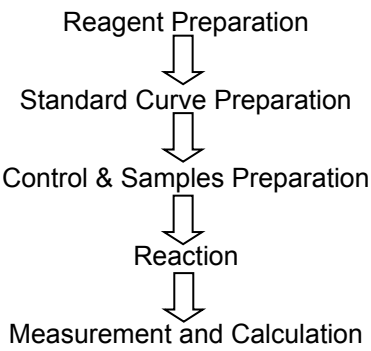 Reagent Preparation
Standard Curve Preparation
Control & Samples Preparation
Reaction
Measurement and Calculation